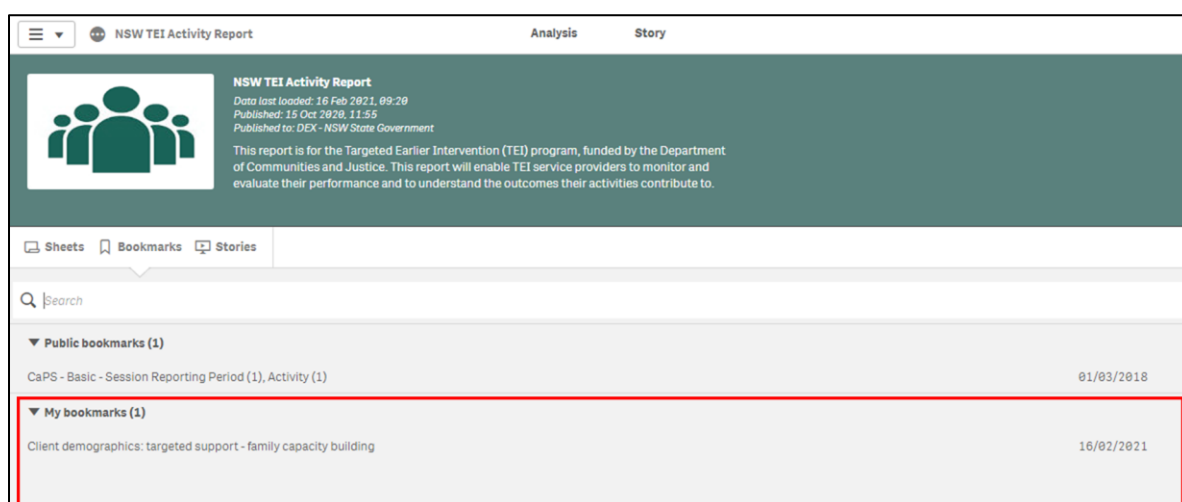 NSW TEI Activity Report
Analysis
Story
NSW TEI Activity Report
Data last loaded: 16 Feb 2021, 09:20
Published: 15 Oct 2020, 11:55
Published to: DEX - NSW State Government
This report is for the Targeted Earlier Intervention (TEI) program, funded by the Department
of Communities and Justice. This report will enable TEI service providers to monitor and
evaluate their performance and to understand the outcomes their activities contribute to.
Sheets
Bookmarks
Stories
Search
Public bookmarks (1)
CaPS - Basic - Session Reporting Period (1), Activity (1) 01/03/2018
My bookmarks (1)
Client demographics: targeted support - family capacity building 16/02/2021